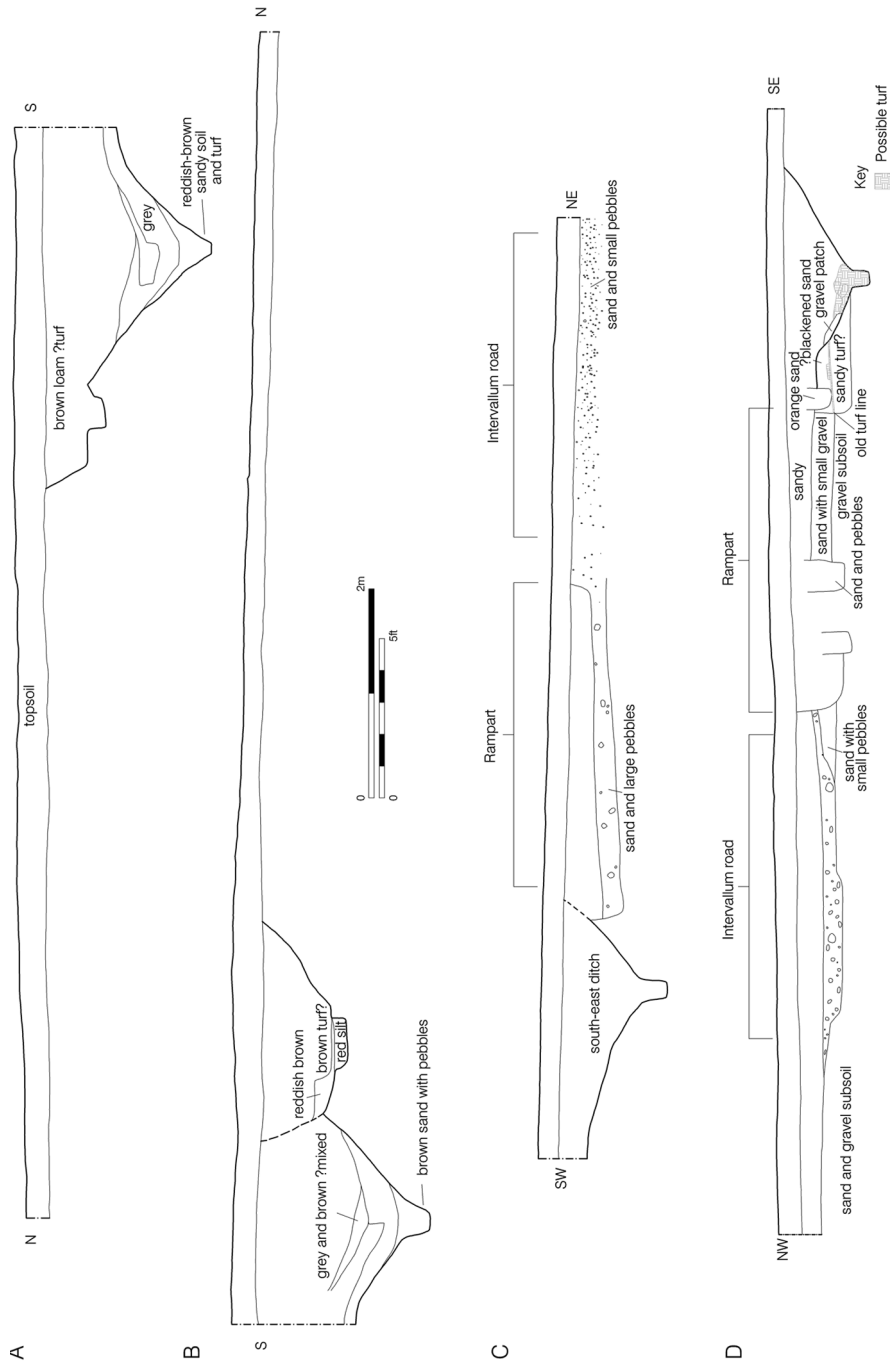 A
N
topsoil
brown loam ?turf
grey
reddish-brown
sandy soil
and turf
S
B
S
grey and brown ?mixed
brown sand with pebbles
reddish brown
brown turf?
red silt
N
0
2m
0
5ft
C
SW
south-east ditch
Rampart
sand and large pebbles
Intervallum road
sand and small pebbles
NE
D
NW
sand and gravel subsoil
Intervallum road
sand with
small pebbles
Rampart
sand and pebbles
sandy
sand with small gravel
gravel subsoil
old turf line
orange sand
?blackened sand
gravel patch
sandy turf?
SE
Key
Possible turf